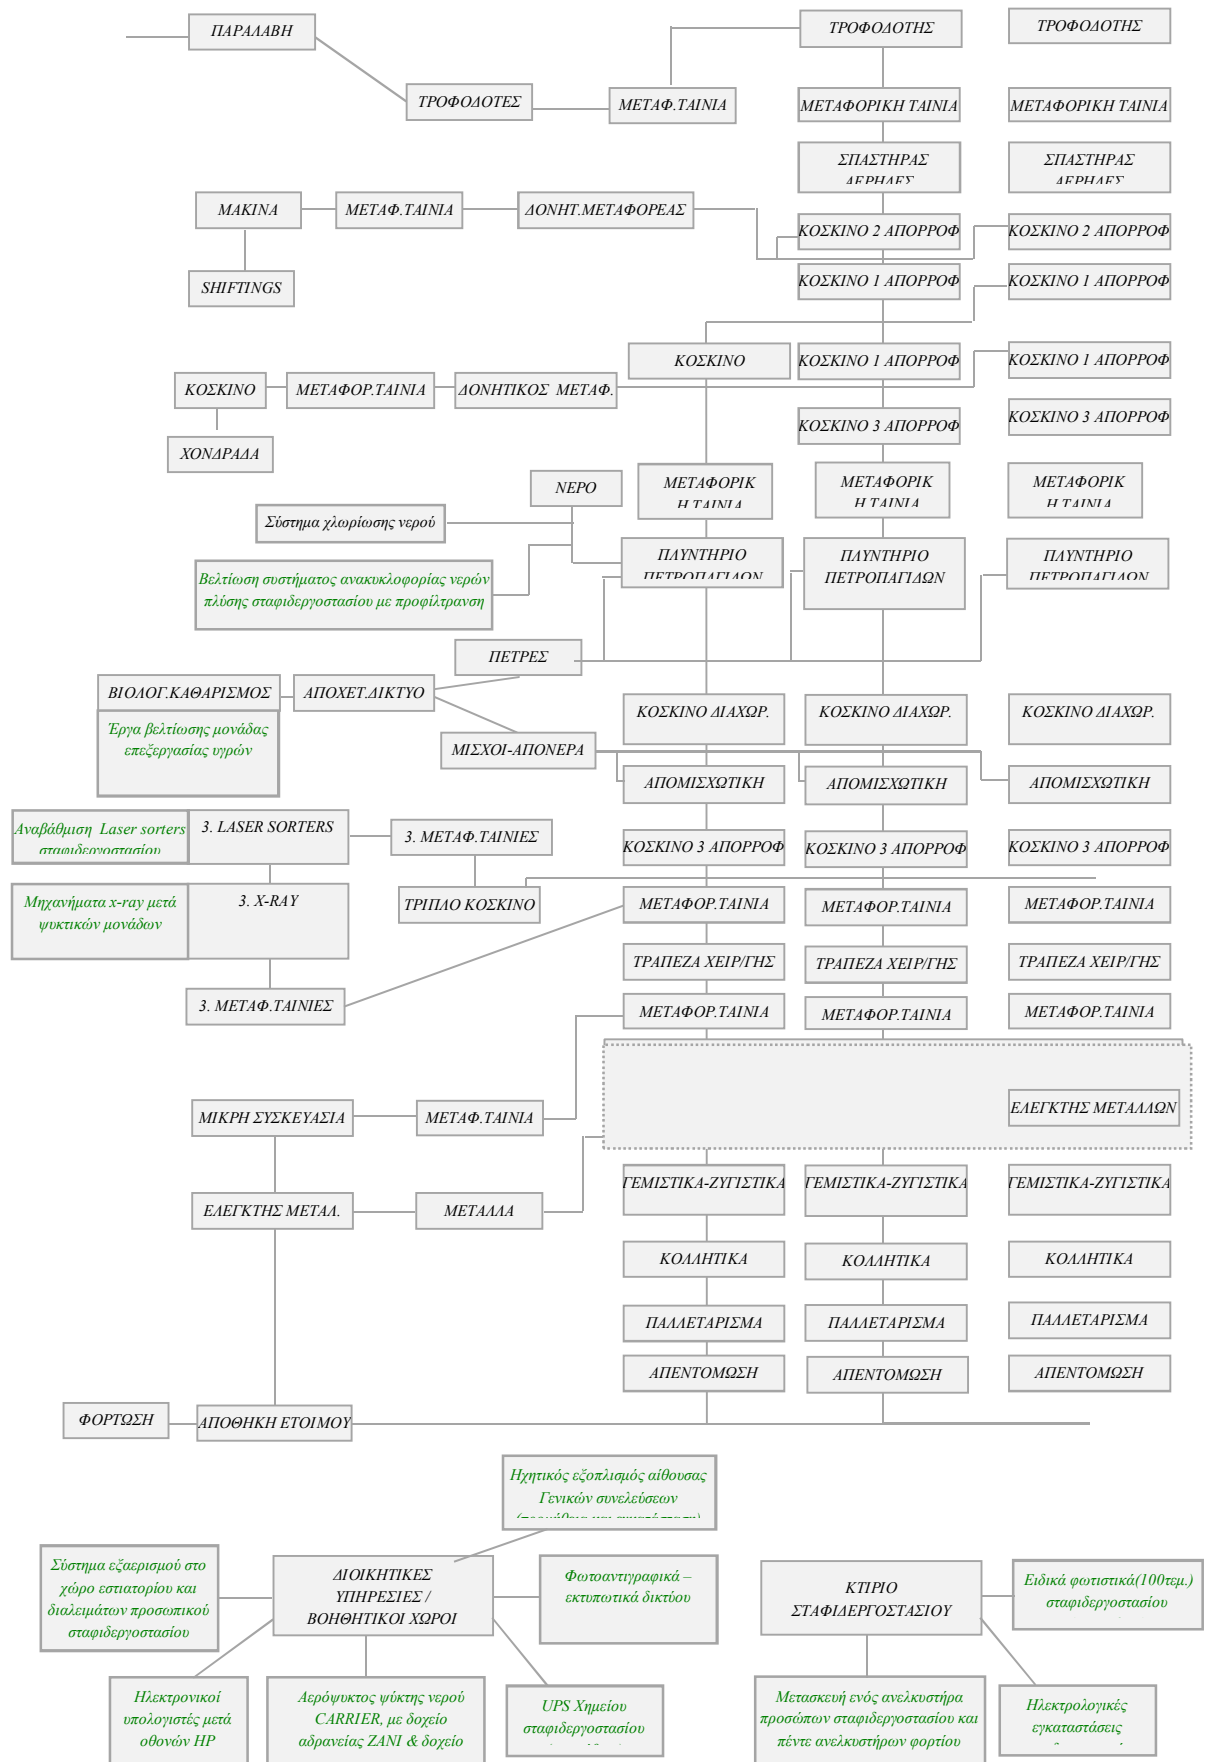 ΠΑΡΑΛΑΒΗ
ΤΡΟΦΟΔΟΤΗΣ
ΤΡΟΦΟΔΟΤΗΣ
ΤΡΟΦΟΔΟΤΕΣ
ΜΕΤΑΦ.ΤΑΙΝΙΑ
ΜΕΤΑΦΟΡΙΚΗ ΤΑΙΝΙΑ
ΜΕΤΑΦΟΡΙΚΗ ΤΑΙΝΙΑ
ΣΠΑΣΤΗΡΑΣ
ΣΠΑΣΤΗΡΑΣ
ΜΑΚΙΝΑ
ΜΕΤΑΦ.ΤΑΙΝΙΑ
ΔΟΝΗΤ.ΜΕΤΑΦΟΡΕΑΣ
ΚΟΣΚΙΝΟ 2 ΑΠΟΡΡΟΦ
ΚΟΣΚΙΝΟ 2 ΑΠΟΡΡΟΦ
SHIFTINGS
ΚΟΣΚΙΝΟ 1 ΑΠΟΡΡΟΦ
ΚΟΣΚΙΝΟ 1 ΑΠΟΡΡΟΦ
ΚΟΣΚΙΝΟ
ΚΟΣΚΙΝΟ 1 ΑΠΟΡΡΟΦ
ΚΟΣΚΙΝΟ 1 ΑΠΟΡΡΟΦ
ΚΟΣΚΙΝΟ
ΜΕΤΑΦΟΡ.ΤΑΙΝΙΑ
ΔΟΝΗΤΙΚΟΣ ΜΕΤΑΦ.
ΚΟΣΚΙΝΟ 3 ΑΠΟΡΡΟΦ
ΚΟΣΚΙΝΟ 3 ΑΠΟΡΡΟΦ
ΧΟΝΔΡΑΔΑ
ΝΕΡΟ
ΜΕΤΑΦΟΡΙΚ
Η ΤΑΙΝΙΑ
ΜΕΤΑΦΟΡΙΚ
Η ΤΑΙΝΙΑ
ΜΕΤΑΦΟΡΙΚ
Η ΤΑΙΝΙΑ
Σύστημα χλωρίωσης νερού
Βελτίωση συστήματος ανακυκλοφορίας νερών
πλύσης σταφιδεργοστασίου με προφίλτρανση
ΠΛΥΝΤΗΡΙΟ
ΠΕΤΡΟΠΑΓΙΔΩΝ
ΠΛΥΝΤΗΡΙΟ
ΠΕΤΡΟΠΑΓΙΔΩΝ
ΠΛΥΝΤΗΡΙΟ
ΠΕΤΡΟΠΑΓΙΔΩΝ
ΠΕΤΡΕΣ
ΒΙΟΛΟΓ.ΚΑΘΑΡΙΣΜΟΣ
ΑΠΟΧΕΤ.ΔΙΚΤΥΟ
Έργα βελτίωσης μονάδας
επεξεργασίας υγρών
ΜΙΣΧΟΙ-ΑΠΟΝΕΡΑ
ΚΟΣΚΙΝΟ ΔΙΑΧΩΡ.
ΚΟΣΚΙΝΟ ΔΙΑΧΩΡ.
ΚΟΣΚΙΝΟ ΔΙΑΧΩΡ.
ΑΠΟΜΙΣΧΩΤΙΚΗ
ΑΠΟΜΙΣΧΩΤΙΚΗ
ΑΠΟΜΙΣΧΩΤΙΚΗ
Αναβάθμιση Laser sorters
σταφιδεργοστασίου
3. LASER SORTERS
3. ΜΕΤΑΦ.ΤΑΙΝΙΕΣ
ΚΟΣΚΙΝΟ 3 ΑΠΟΡΡΟΦ
ΚΟΣΚΙΝΟ 3 ΑΠΟΡΡΟΦ
ΚΟΣΚΙΝΟ 3 ΑΠΟΡΡΟΦ
Μηχανήματα x-ray μετά
ψυκτικών μονάδων
3. X-RAY
ΤΡΙΠΛΟ ΚΟΣΚΙΝΟ
ΜΕΤΑΦΟΡ.ΤΑΙΝΙΑ
ΜΕΤΑΦΟΡ.ΤΑΙΝΙΑ
ΜΕΤΑΦΟΡ.ΤΑΙΝΙΑ
ΤΡΑΠΕΖΑ ΧΕΙΡ/ΓΗΣ
ΤΡΑΠΕΖΑ ΧΕΙΡ/ΓΗΣ
ΤΡΑΠΕΖΑ ΧΕΙΡ/ΓΗΣ
3. ΜΕΤΑΦ.ΤΑΙΝΙΕΣ
ΜΕΤΑΦΟΡ.ΤΑΙΝΙΑ
ΜΕΤΑΦΟΡ.ΤΑΙΝΙΑ
ΜΕΤΑΦΟΡ.ΤΑΙΝΙΑ
ΜΙΚΡΗ ΣΥΣΚΕΥΑΣΙΑ
ΜΕΤΑΦ.ΤΑΙΝΙΑ
ΕΛΕΓΚΤΗΣ ΜΕΤΑΛΛΩΝ
ΕΛΕΓΚΤΗΣ ΜΕΤΑΛ.
ΜΕΤΑΛΛΑ
ΓΕΜΙΣΤΙΚΑ-ΖΥΓΙΣΤΙΚΑ
ΓΕΜΙΣΤΙΚΑ-ΖΥΓΙΣΤΙΚΑ
ΓΕΜΙΣΤΙΚΑ-ΖΥΓΙΣΤΙΚΑ
ΚΟΛΛΗΤΙΚΑ
ΚΟΛΛΗΤΙΚΑ
ΚΟΛΛΗΤΙΚΑ
ΠΑΛΛΕΤΑΡΙΣΜΑ
ΠΑΛΛΕΤΑΡΙΣΜΑ
ΠΑΛΛΕΤΑΡΙΣΜΑ
ΑΠΕΝΤΟΜΩΣΗ
ΑΠΕΝΤΟΜΩΣΗ
ΑΠΕΝΤΟΜΩΣΗ
ΦΟΡΤΩΣΗ
ΑΠΟΘΗΚΗ ΕΤΟΙΜΟΥ
Ηχητικός εξοπλισμός αίθουσας
Γενικών συνελεύσεων
Σύστημα εξαερισμού στο
χώρο εστιατορίου και
διαλειμάτων προσωπικού
σταφιδεργοστασίου
ΔΙΟΙΚΗΤΙΚΕΣ
ΥΠΗΡΕΣΙΕΣ /
ΒΟΗΘΗΤΙΚΟΙ ΧΩΡΟΙ
Φωτοαντιγραφικά –
εκτυπωτικά δικτύου
ΚΤΙΡΙΟ
ΣΤΑΦΙΔΕΡΓΟΣΤΑΣΙΟΥ
Ειδικά φωτιστικά(100τεμ.)
σταφιδεργοστασίου
Ηλεκτρονικοί
υπολογιστές μετά
οθονών HP
Αερόψυκτος ψύκτης νερού
CARRIER, με δοχείο
αδρανείας ZANI & δοχείο
UPS Χημείου
σταφιδεργοστασίου
Μετασκευή ενός ανελκυστήρα
προσώπων σταφιδεργοστασίου και
πέντε ανελκυστήρων φορτίου
Ηλεκτρολογικές
εγκαταστάσεις